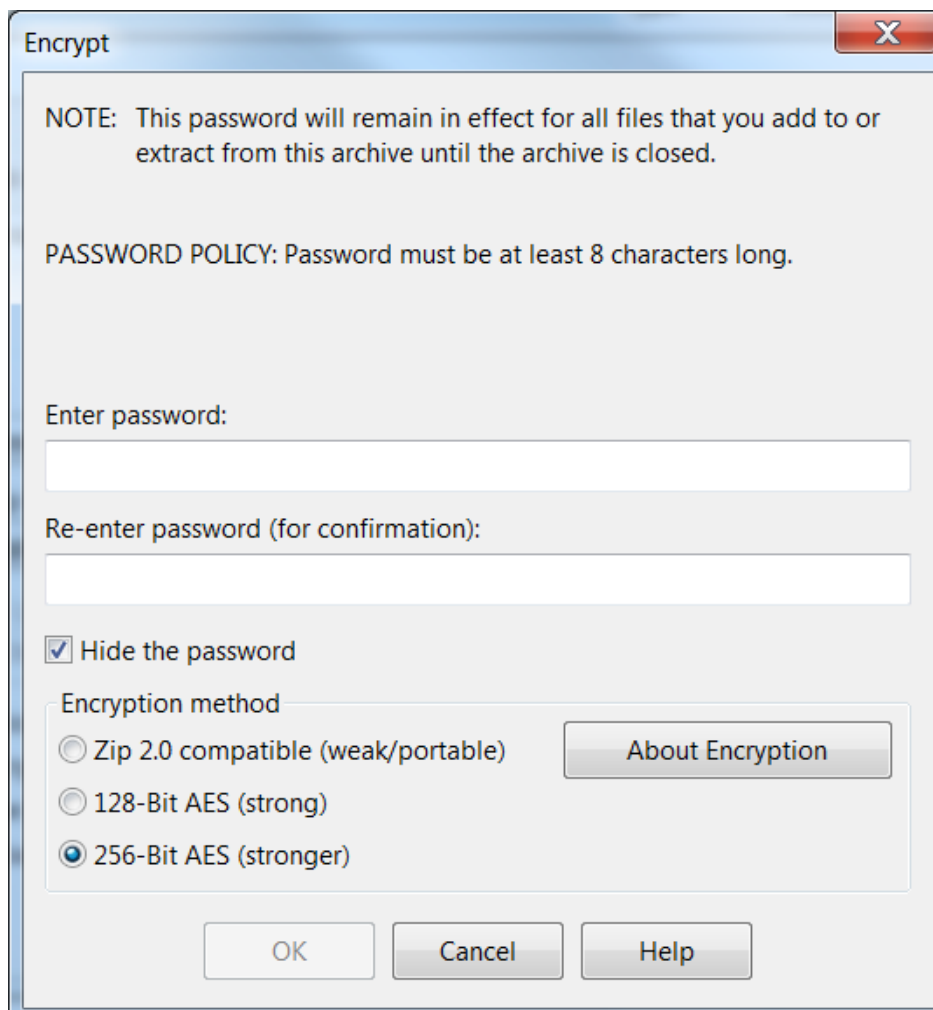 Encrypt
NOTE: This password will remain in effect for all files that you add to or
extract from this archive until the archive is closed.
PASSWORD POLICY: Password must be at least 8 characters long.
Enter password:
Re-enter password (for confirmation):
Hide the password
Encryption method
Zip 2.0 compatible (weak/portable)
About Encryption
128-Bit AES (strong)
256-Bit AES (stronger)
OK
Cancel
Help